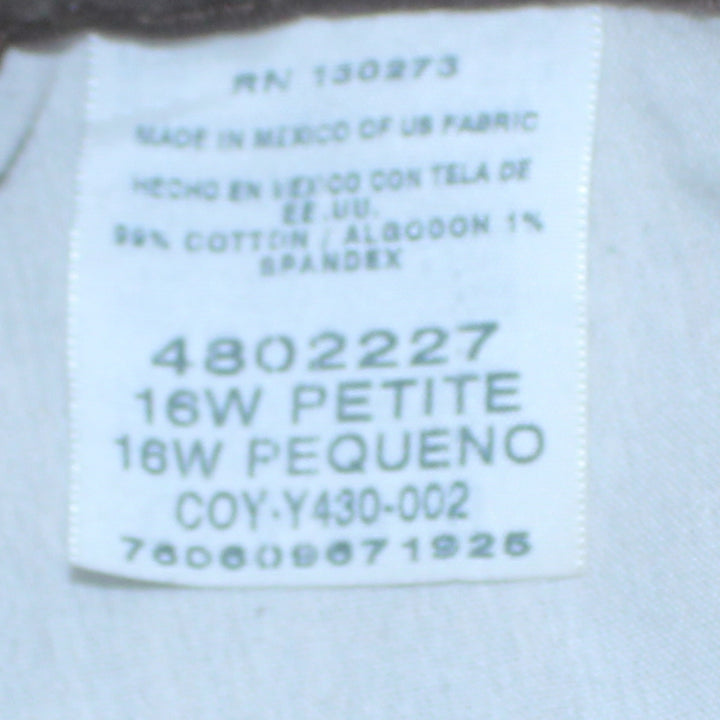 RN 130273
MADE IN MEXICO OF US FABRIC
HECHO EN MEXICO CON TELA DE
EE.UU.
99% COTTON / ALGODON 1%
SPANDEX
4802227
16W PETITE
16W PEQUENO
COY-Y430-002
760609671925